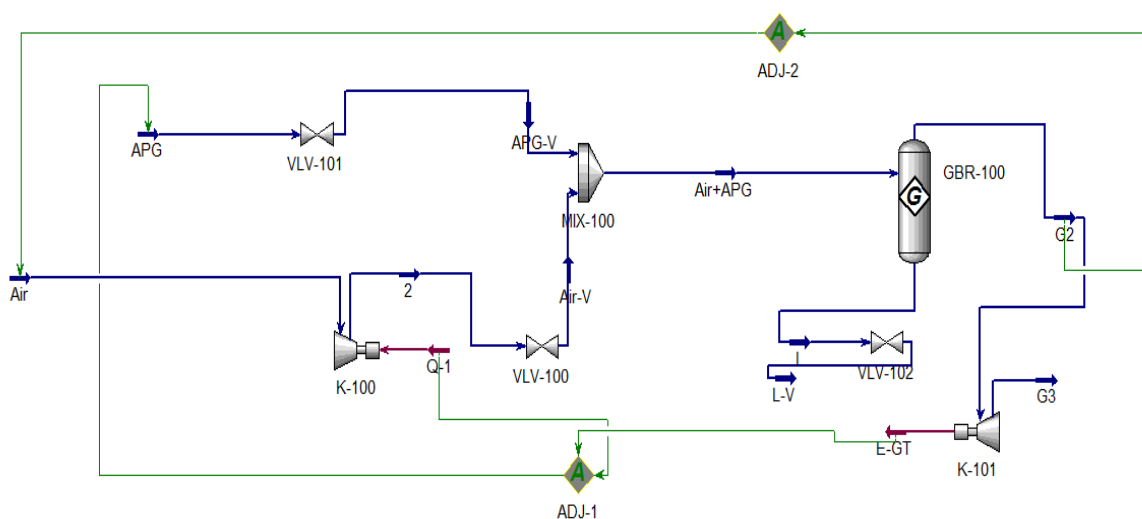 A
ADJ-2
APG
VLV-101
APG-V
MIX-100
Air+APG
G
GBR-100
G2
Air
2
Air-V
K-100
Q-1
VLV-100
VLV-102
L-V
G3
E-GT
K-101
A
ADJ-1